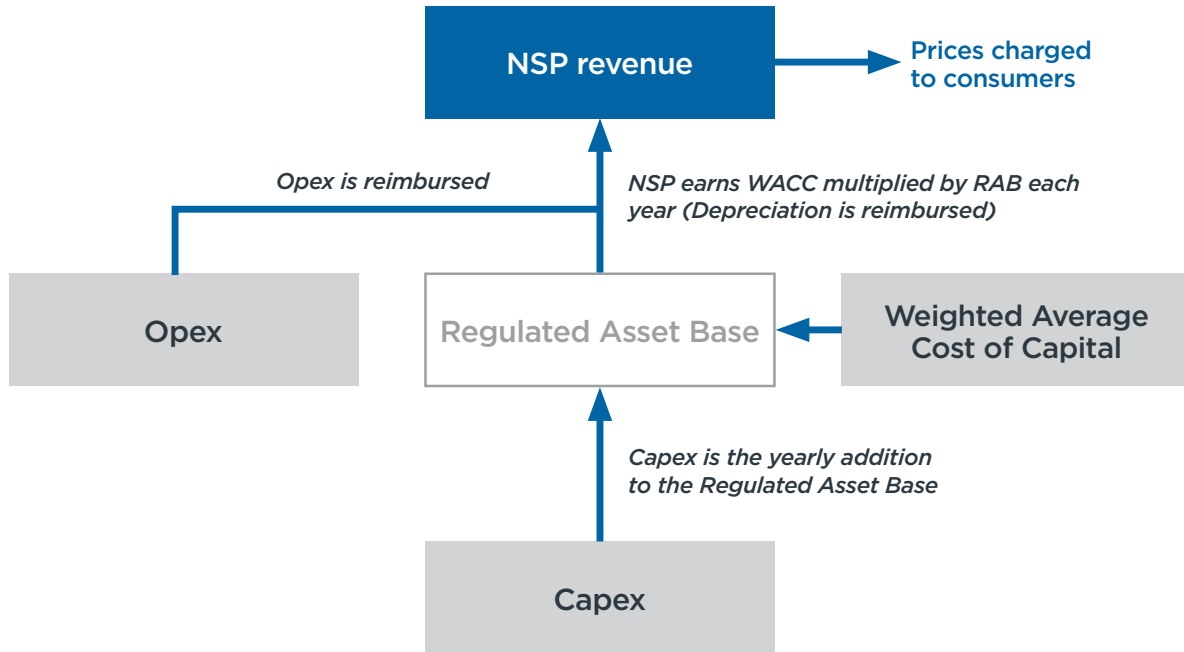 NSP revenue
Prices charged
to consumers
Opex is reimbursed
NSP earns WACC multiplied by RAB each
year (Depreciation is reimbursed)
Opex
Regulated Asset Base
Weighted Average
Cost of Capital
Capex is the yearly addition
to the Regulated Asset Base
Capex